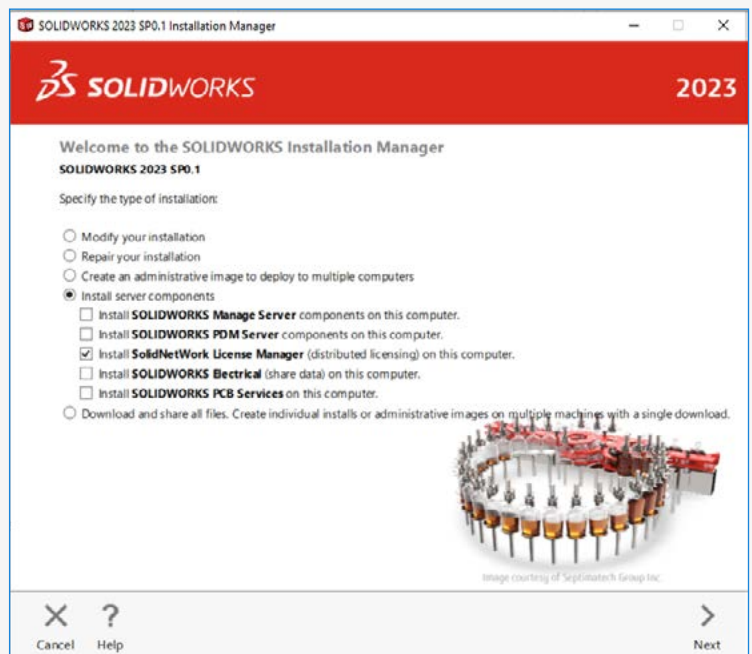 SOLIDWORKS 2023 SP0.1 Installation Manager
SOLIDWORKS
2023
Welcome to the SOLIDWORKS Installation Manager
SOLIDWORKS 2023 SP0.1
Specify the type of installation:
Modify your installation
Repair your installation
Create an administrative image to deploy to multiple computers
Install server components
Install SOLIDWORKS Manage Server components on this computer.
Install SOLIDWORKS PDM Server components on this computer.
Install SolidNetWork License Manager (distributed licensing) on this computer.
Install SOLIDWORKS Electrical (share data) on this computer.
Install SOLIDWORKS PCB Services on this computer.
Download and share all files. Create individual installs or administrative images on multiple machines with a single download.
Image courtesy of Septimatech Group Inc.
Cancel
Help
Next